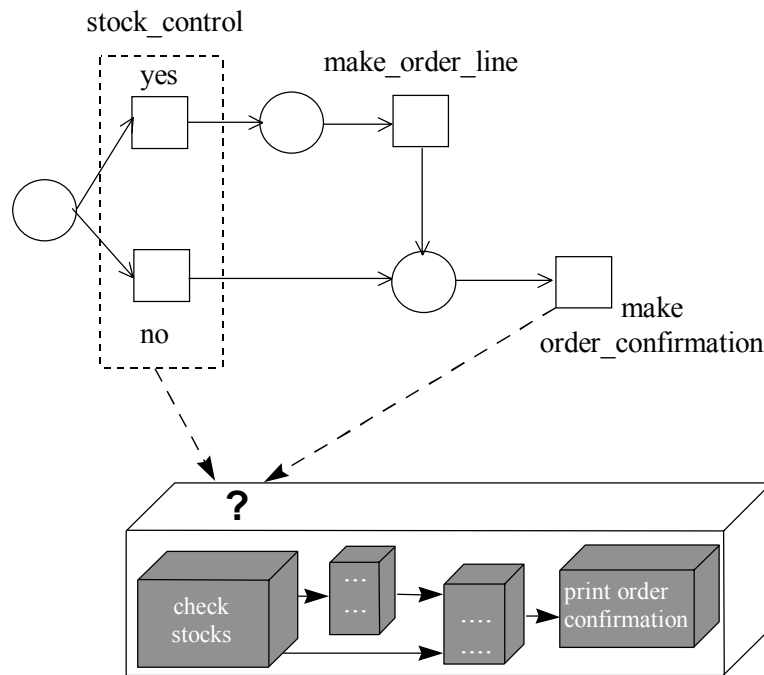 stock_control
yes
make_order_line
no
make
order_confirmation
?
check
stocks
...
...
....
....
print order
confirmation